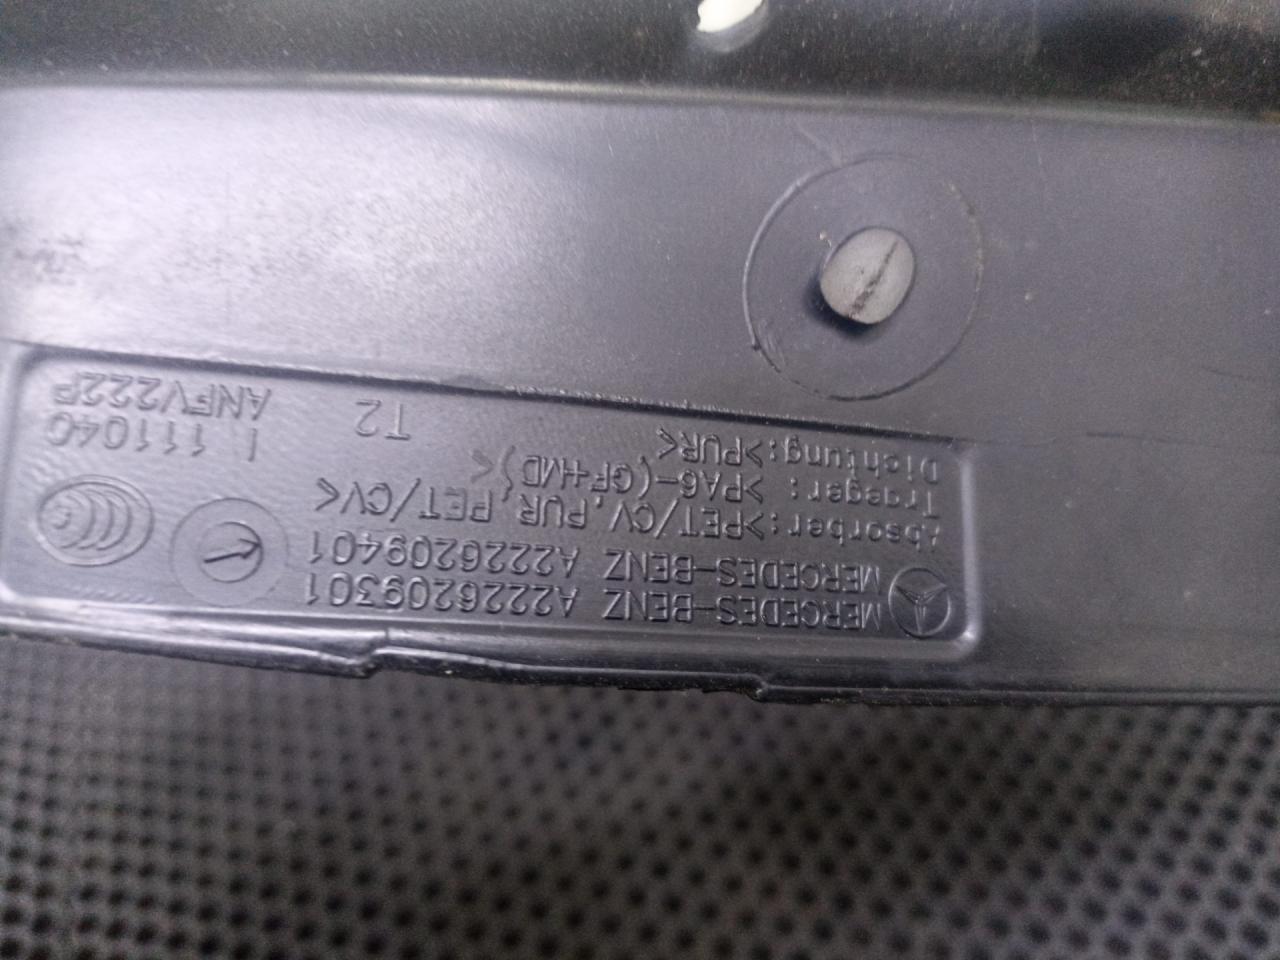 MERCEDES-BENZ A2226209301
MERCEDES-BENZ A2226209401
Absorber:>PET/CV,PUR,PET/CV<
Traeger: >PA6-(GF+MD)<
Dichtung:>PUR<
T2
I 111040
ANFV222P